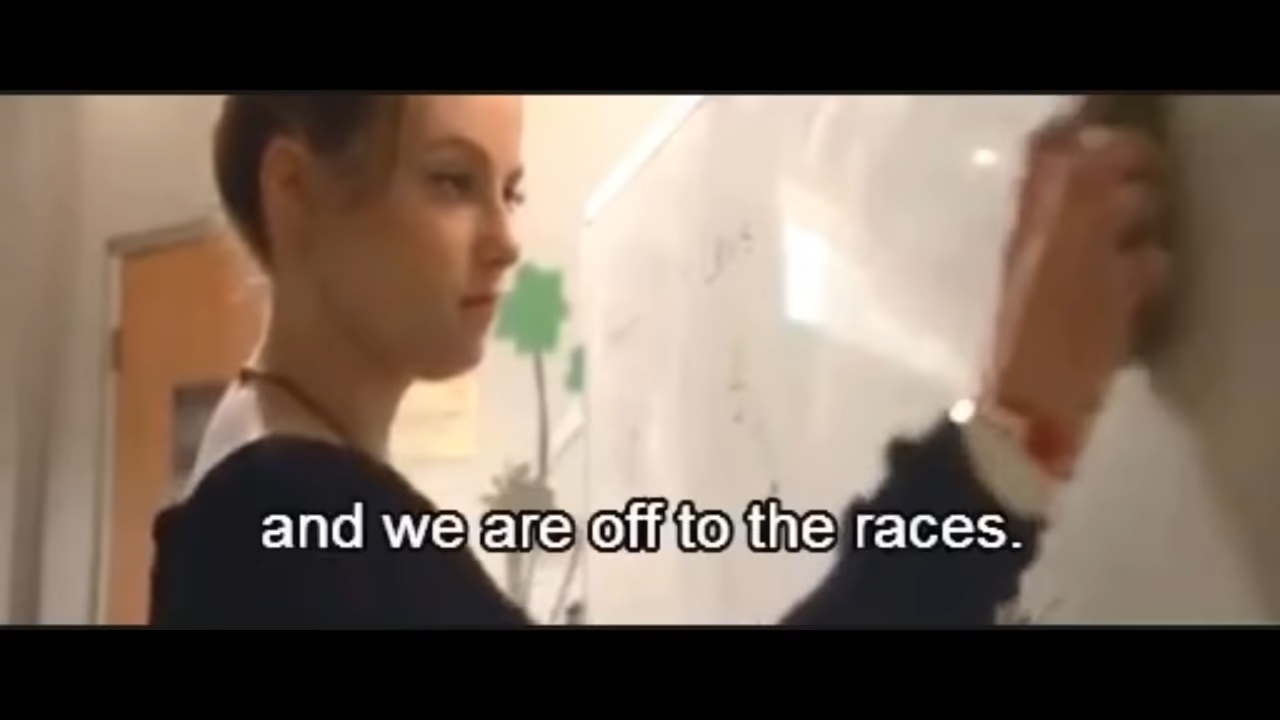 and we are off to the races.